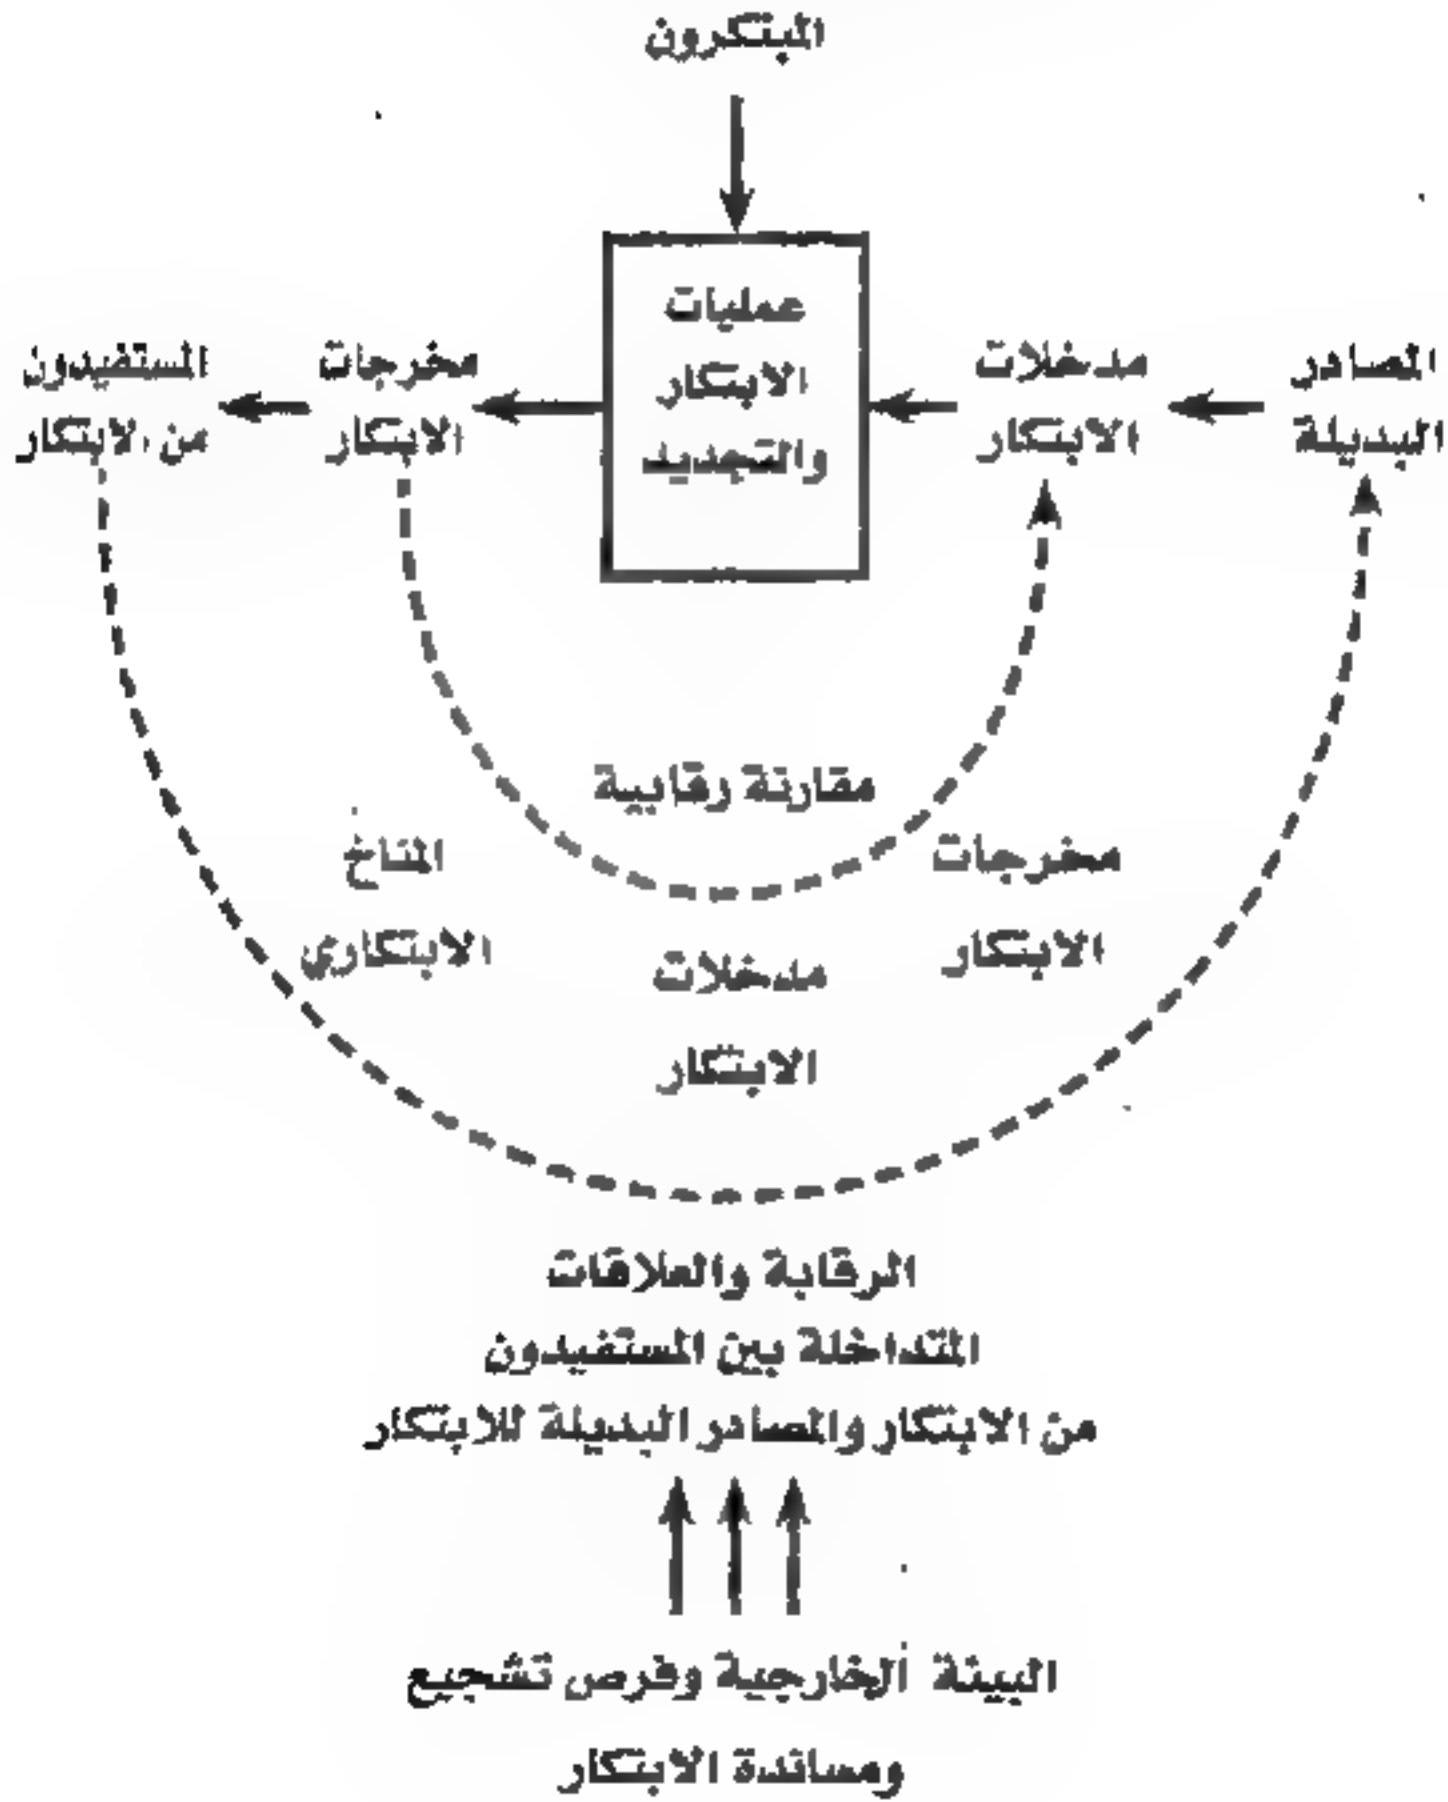 المبتكرون
عمليات
الابتكار
والتجديد
المصادر
البديلة
مدخلات
الابتكار
مخرجات
الابتكار
المستفيدون
من الابتكار
مقارنة رقابية
مخرجات
الابتكار
مدخلات
الابتكار
المناخ
الابتكاري
الرقابة والعلاقات
المتداخلة بين المستفيدون
من الابتكار والمصادر البديلة للابتكار
البيئة الخارجية وفرص تشجيع
ومساندة الابتكار